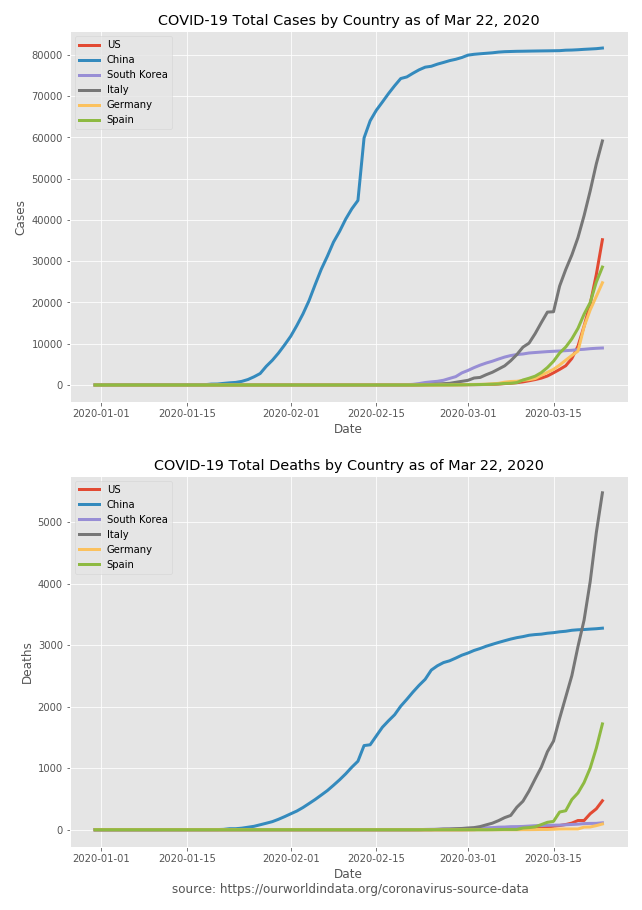 COVID-19 Total Cases by Country as of Mar 22, 2020
US
China
South Korea
Italy
Germany
Spain
80000
70000
60000
50000
40000
30000
20000
10000
0
Cases
2020-01-01 2020-01-15 2020-02-01 2020-02-15 2020-03-01 2020-03-15
Date
COVID-19 Total Deaths by Country as of Mar 22, 2020
US
China
South Korea
Italy
Germany
Spain
5000
4000
3000
2000
1000
0
Deaths
2020-01-01 2020-01-15 2020-02-01 2020-02-15 2020-03-01 2020-03-15
Date
source: https://ourworldindata.org/coronavirus-source-data